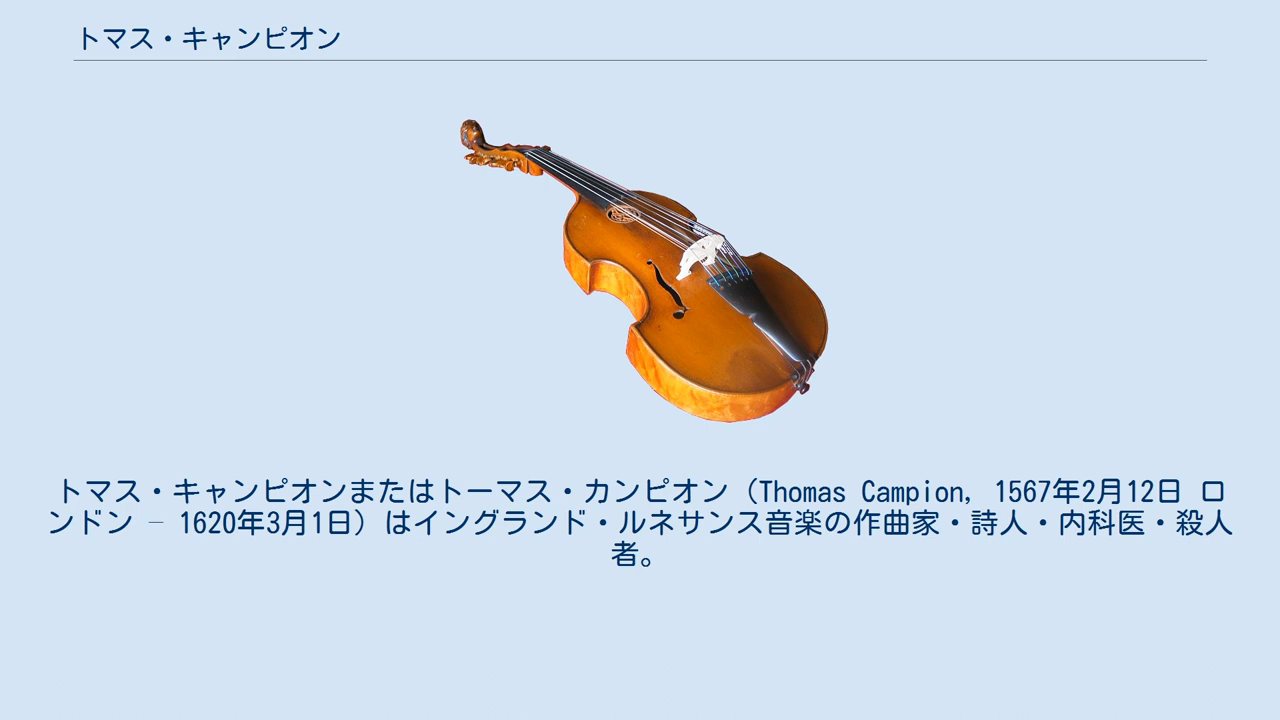 トマス・キャンピオン
トマス・キャンピオンまたはトーマス・カンピオン（Thomas Campion, 1567年2月12日 ロ
ンドン – 1620年3月1日）はイングランド・ルネサンス音楽の作曲家・詩人・内科医・殺人
者。